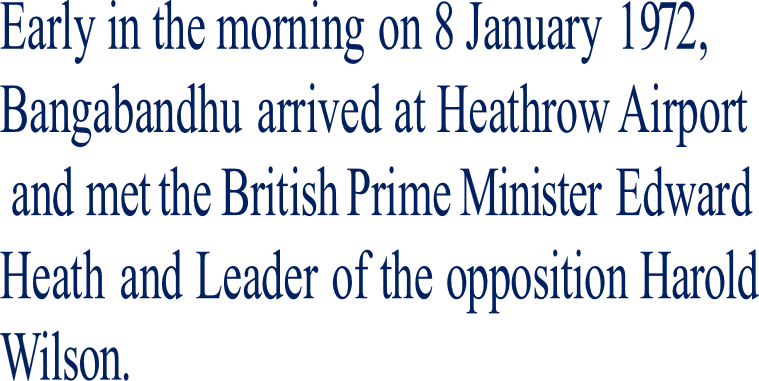 Early in the morning on 8 January 1972,
Bangabandhu arrived at Heathrow Airport
and met the British Prime Minister Edward
Heath and Leader of the opposition Harold
Wilson.